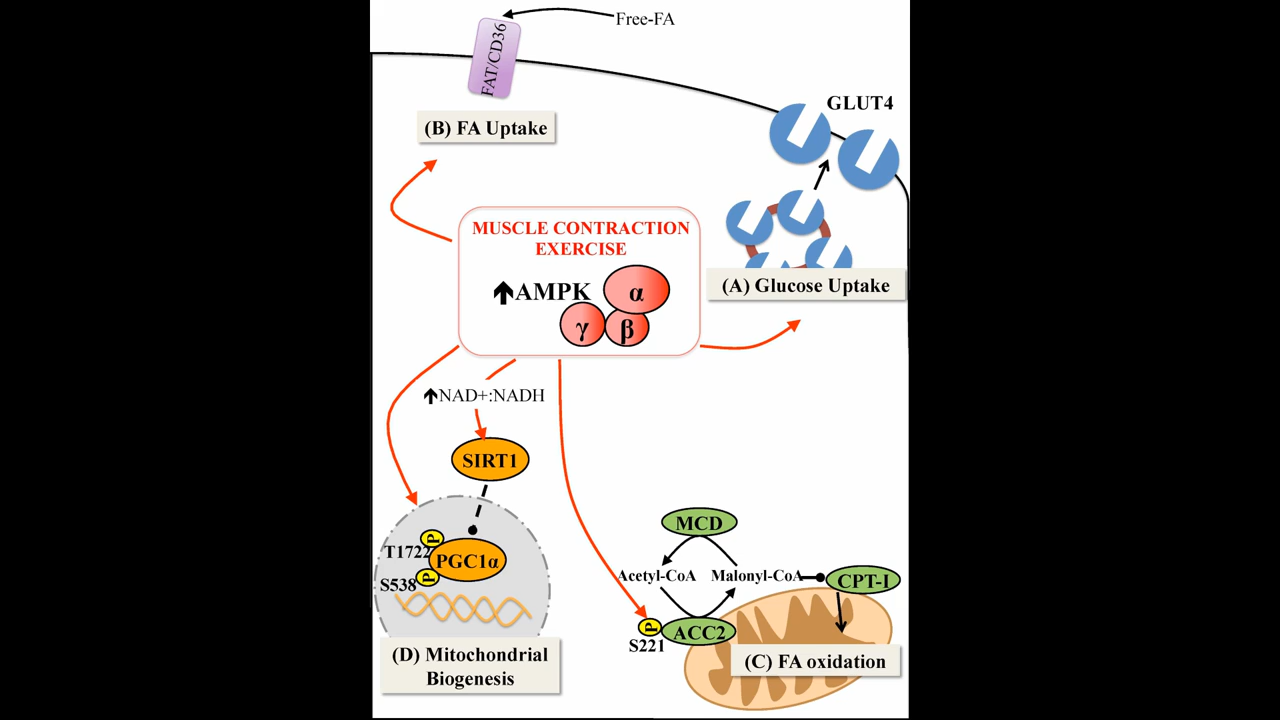 Free-FA
FAT/CD36
GLUT4
(B) FA Uptake
MUSCLE CONTRACTION
EXERCISE
AMPK
α
γ
β
(A) Glucose Uptake
NAD+:NADH
SIRT1
MCD
P
T1722
PGC1α
S538
P
Acetyl-CoA
Malonyl-CoA
CPT-I
P
ACC2
S221
(D) Mitochondrial
Biogenesis
(C) FA oxidation